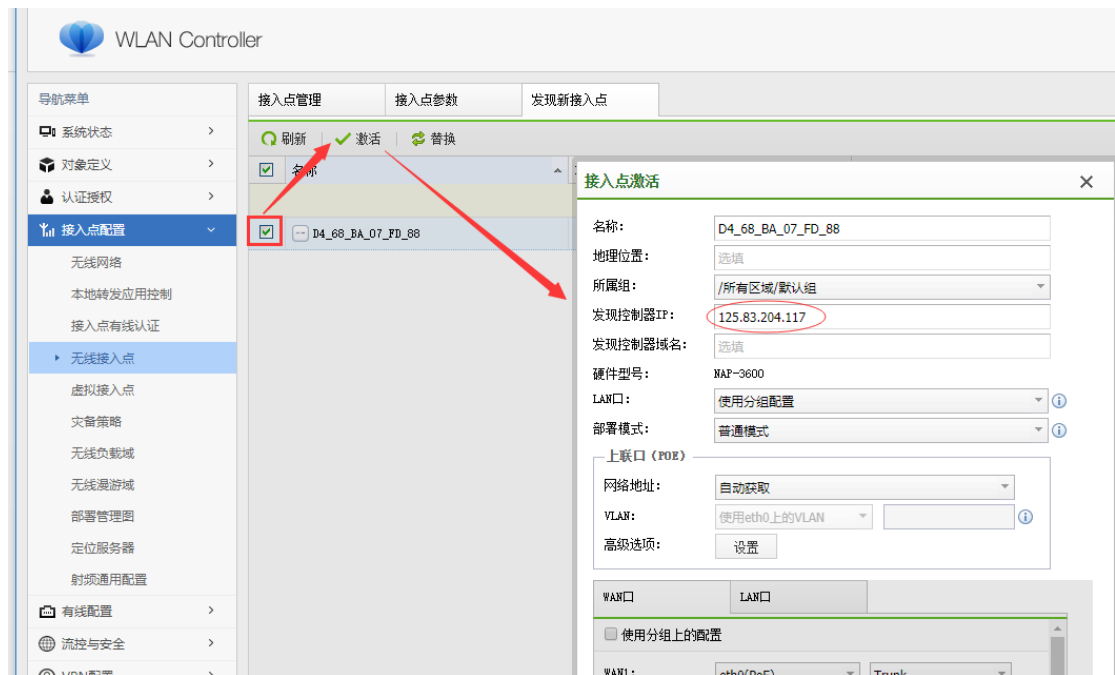 WLAN Controller
导航菜单
系统状态
对象定义
认证授权
接入点配置
无线网络
本地转发应用控制
接入点有线认证
无线接入点
虚拟接入点
灾备策略
无线负载域
无线漫游域
部署管理图
定位服务器
射频通用配置
有线配置
流控与安全
VPN配置
接入点管理 接入点参数 发现新接入点
刷新 激活 替换
名称
D4_68_BA_07_FD_88
接入点激活
名称: D4_68_BA_07_FD_88
地理位置: 选填
所属组: /所有区域/默认组
发现控制器IP: 125.83.204.117
发现控制器域名: 选填
硬件型号: NAP-3600
LAN口: 使用分组配置
部署模式: 普通模式
上联口 (POE)
网络地址: 自动获取
VLAN: 使用eth0上的VLAN
高级选项: 设置
WAN口 LAN口
使用分组上的配置
WAN1: eth0(PoE) Trunk